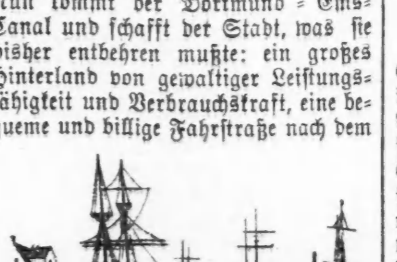 kommt der Dortmund-Ems-
Canal und schafft der Stadt, was sie
bisher entbehren mußte: ein großes
Hinterland von gewaltiger Leistungs-
fähigkeit und Verbrauchskraft, eine be-
queme und billige Fahrstraße nach dem